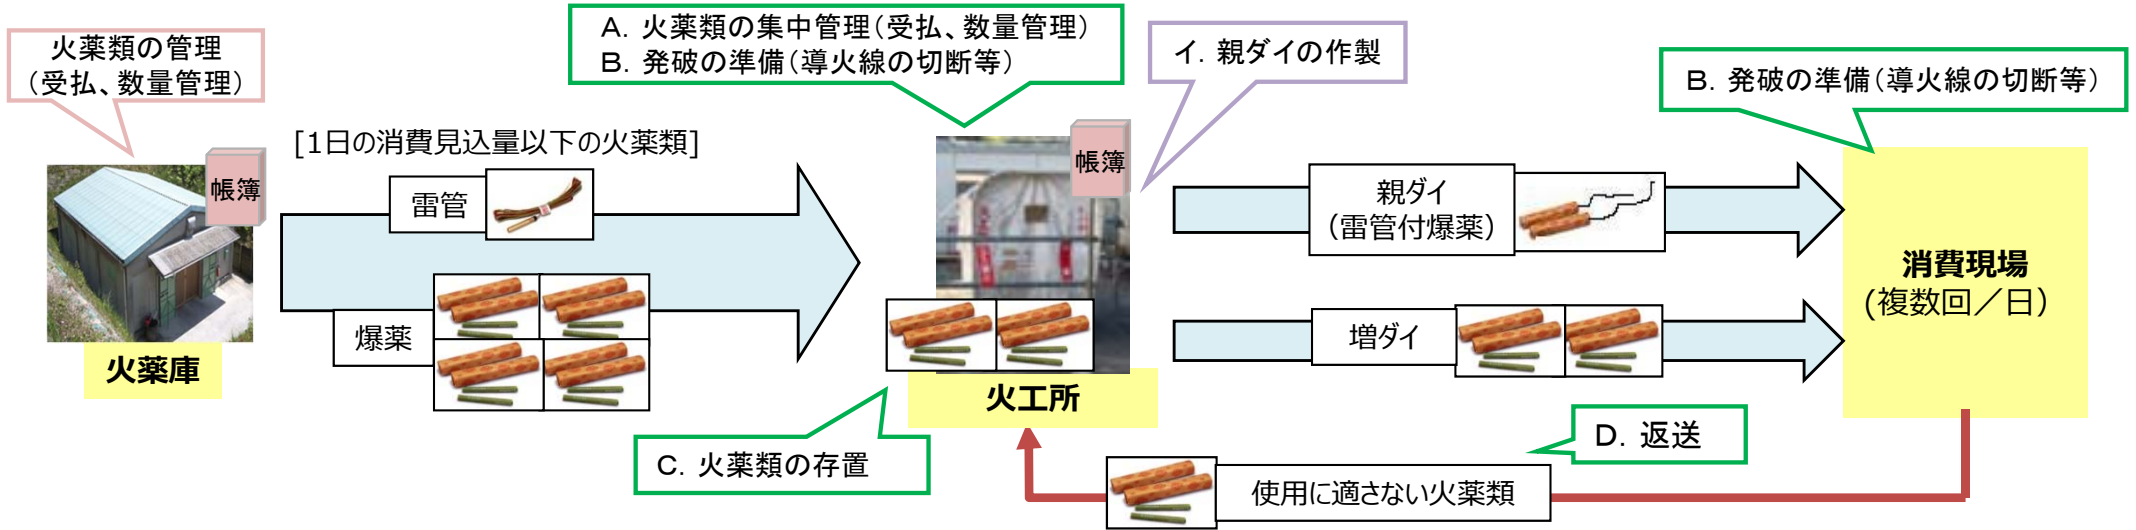 火薬類の管理
（受払、数量管理）
帳簿
火薬庫
[1日の消費見込量以下の火薬類]
雷管
爆薬
A．火薬類の集中管理（受払、数量管理）
B．発破の準備（導火線の切断等）
帳簿
火工所
C．火薬類の存置
イ．親ダイの作製
親ダイ
（雷管付爆薬）
増ダイ
B．発破の準備（導火線の切断等）
消費現場
(複数回／日）
D．返送
使用に適さない火薬類